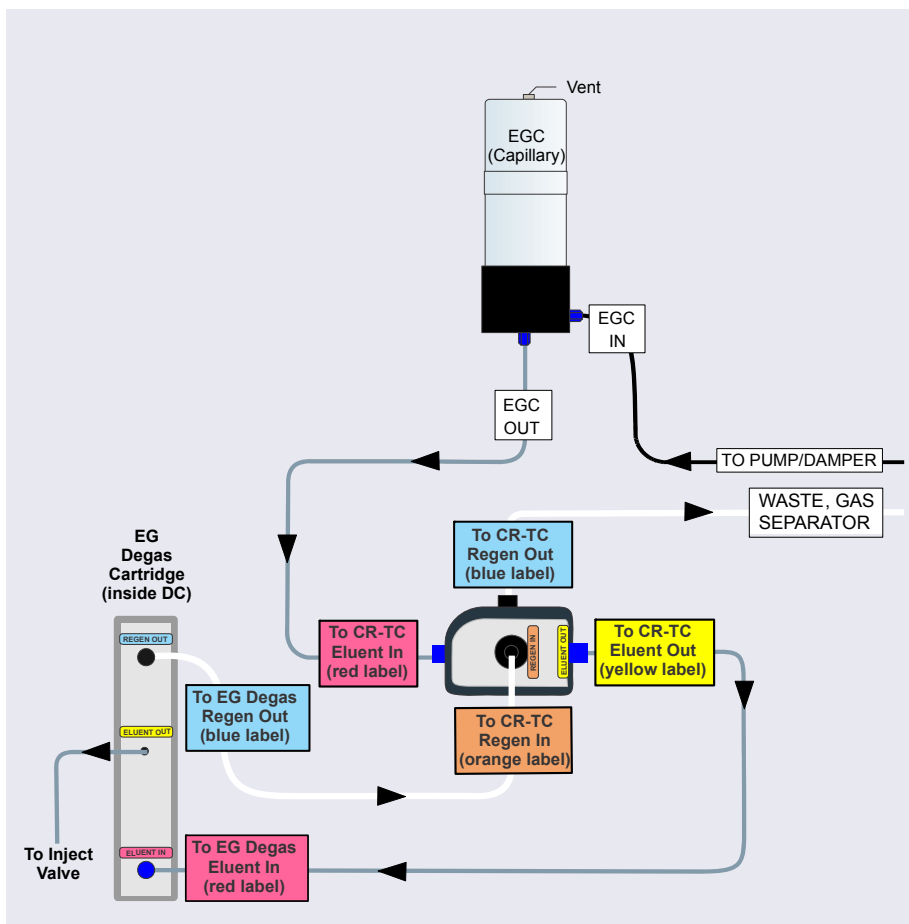 Vent
EGC
(Capillary)
EGC
IN
EGC
OUT
TO PUMP/DAMPER
WASTE, GAS
SEPARATOR
EG
Degas
Cartridge
(inside DC)
To CR-TC
Regen Out
(blue label)
REGEN OUT
To CR-TC
Eluent In
(red label)
REGEN IN
ELUENT OUT
To CR-TC
Eluent Out
(yellow label)
To EG Degas
Regen Out
(blue label)
ELUENT OUT
To CR-TC
Regen In
(orange label)
To Inject
Valve
ELUENT IN
To EG Degas
Eluent In
(red label)